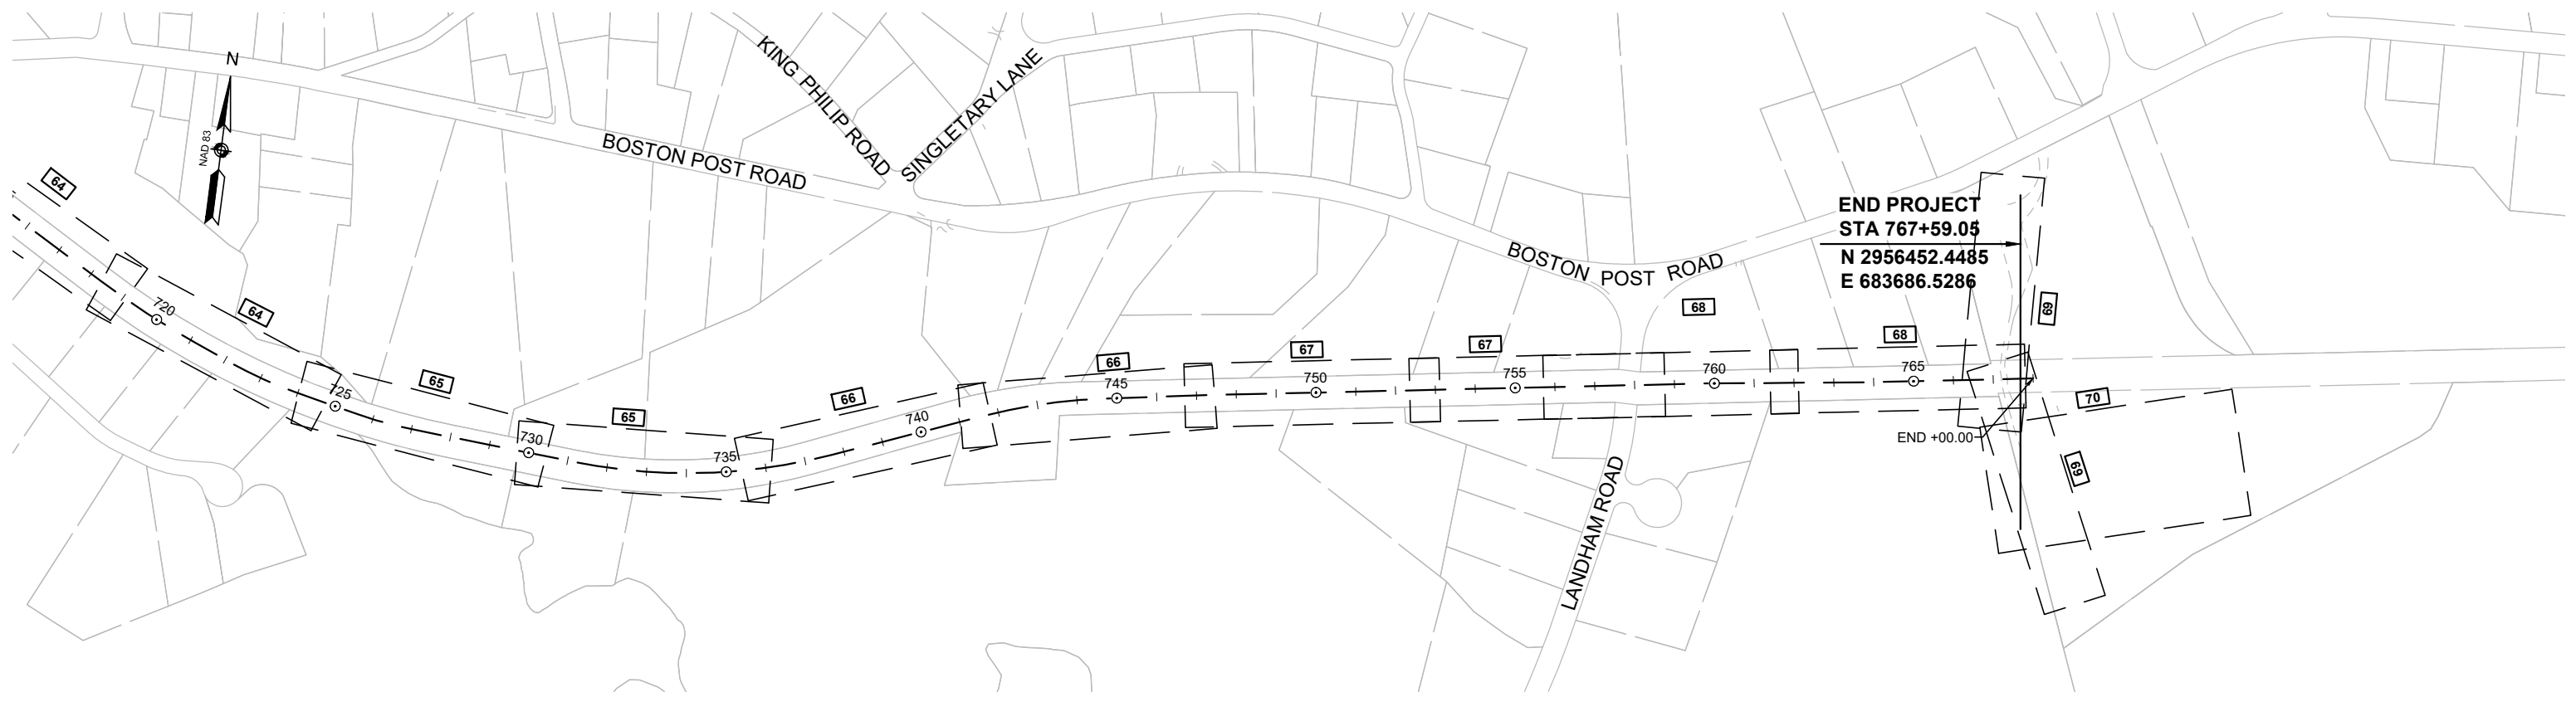 N
NAD 83
KING PHILIP ROAD
SINGLETARY LANE
BOSTON POST ROAD
BOSTON POST ROAD
END PROJECT
STA 767+59.05
N 2956452.4485
E 683686.5286
64
64
65
65
66
66
67
67
68
68
69
69
70
720
725
730
735
740
745
750
755
760
765
END +00.00
LANDHAM ROAD